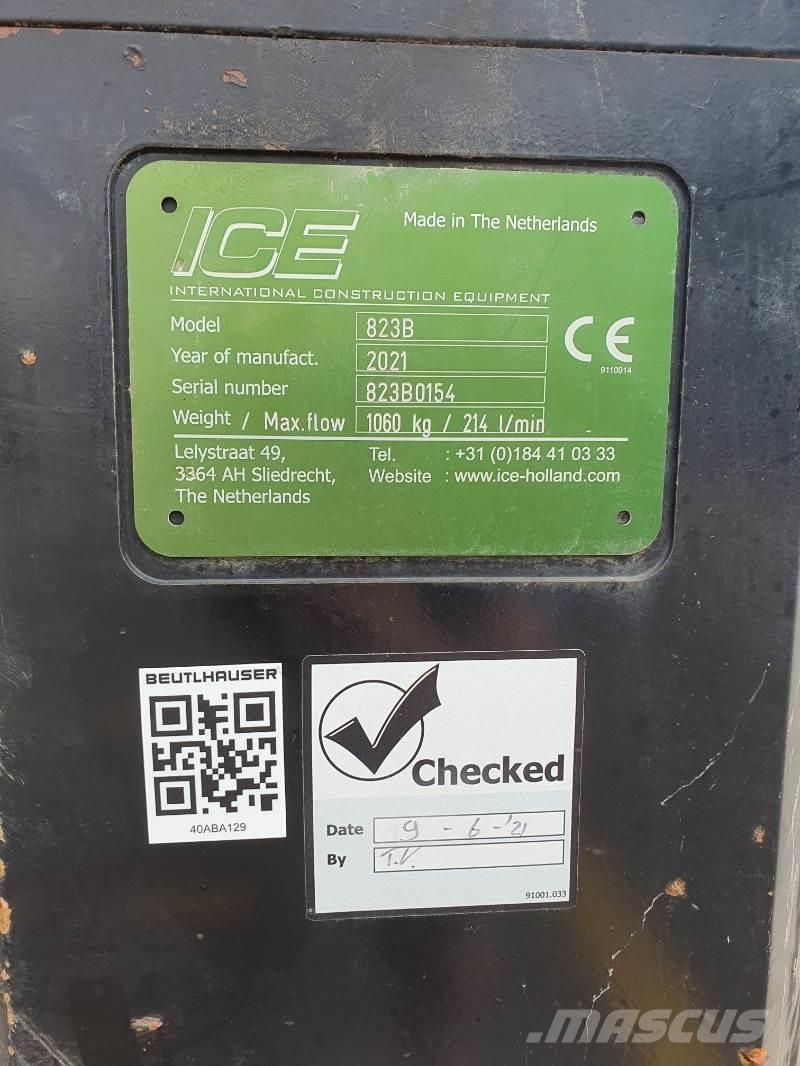 ICE
Made in The Netherlands
INTERNATIONAL CONSTRUCTION EQUIPMENT
Model 823B
Year of manufact. 2021
CE
9110014
Serial number 823B0154
Weight / Max.flow 1060 kg / 214 l/min
Lelystraat 49, Tel. : +31 (0)184 41 03 33
3364 AH Sliedrecht, Website : www.ice-holland.com
The Netherlands
BEUTLHAUSER
40ABA129
Checked
Date 9 - 6 - '21
By T.V.
91001.033
MASCUS